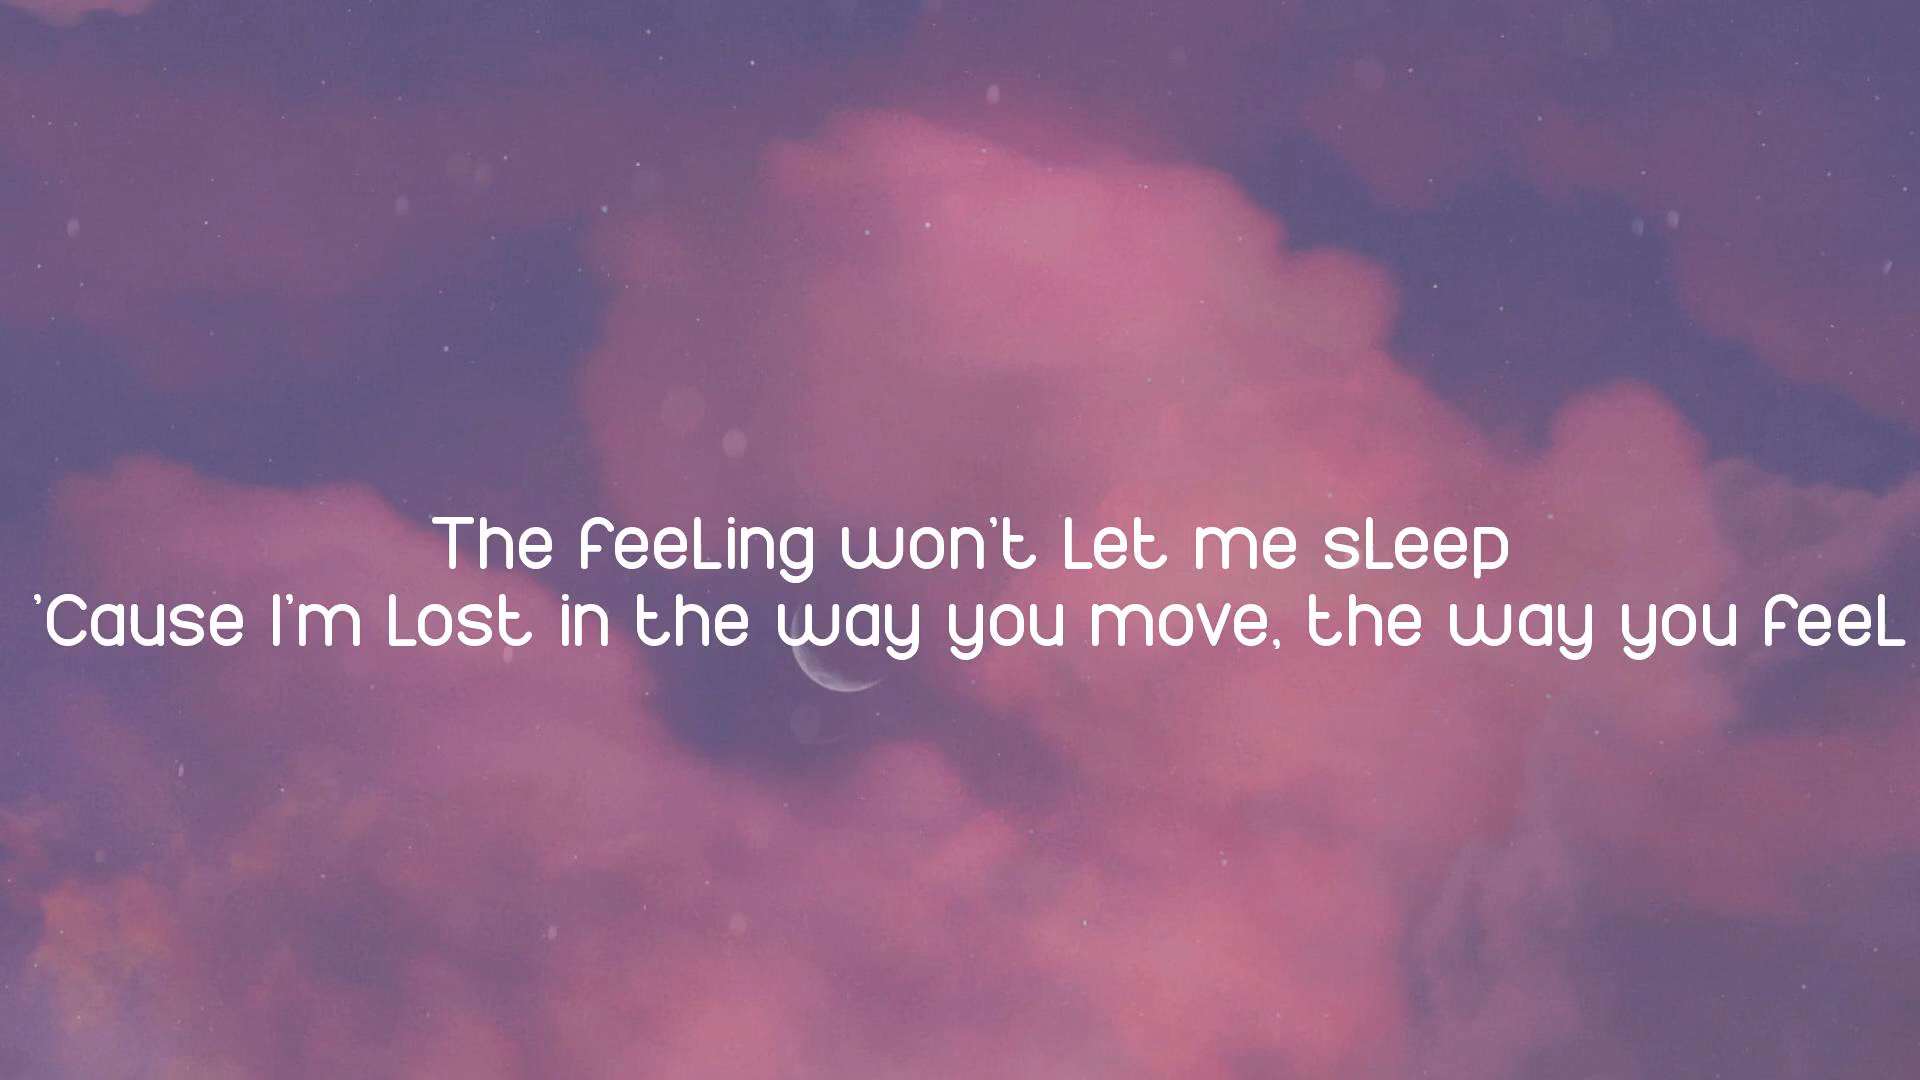 The feeling won't let me sleep
'Cause I'm lost in the way you move, the way you feel